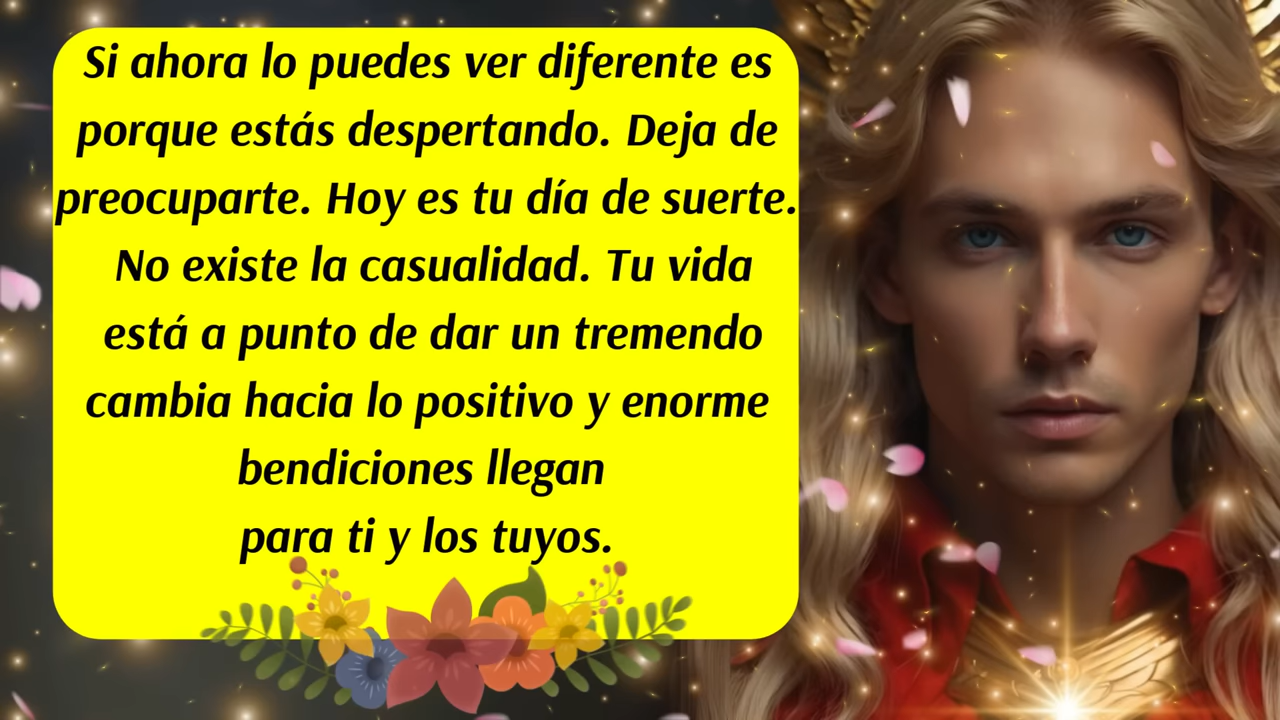 Si ahora lo puedes ver diferente es
porque estás despertando. Deja de
preocuparte. Hoy es tu día de suerte.
No existe la casualidad. Tu vida
está a punto de dar un tremendo
cambia hacia lo positivo y enorme
bendiciones llegan
para ti y los tuyos.